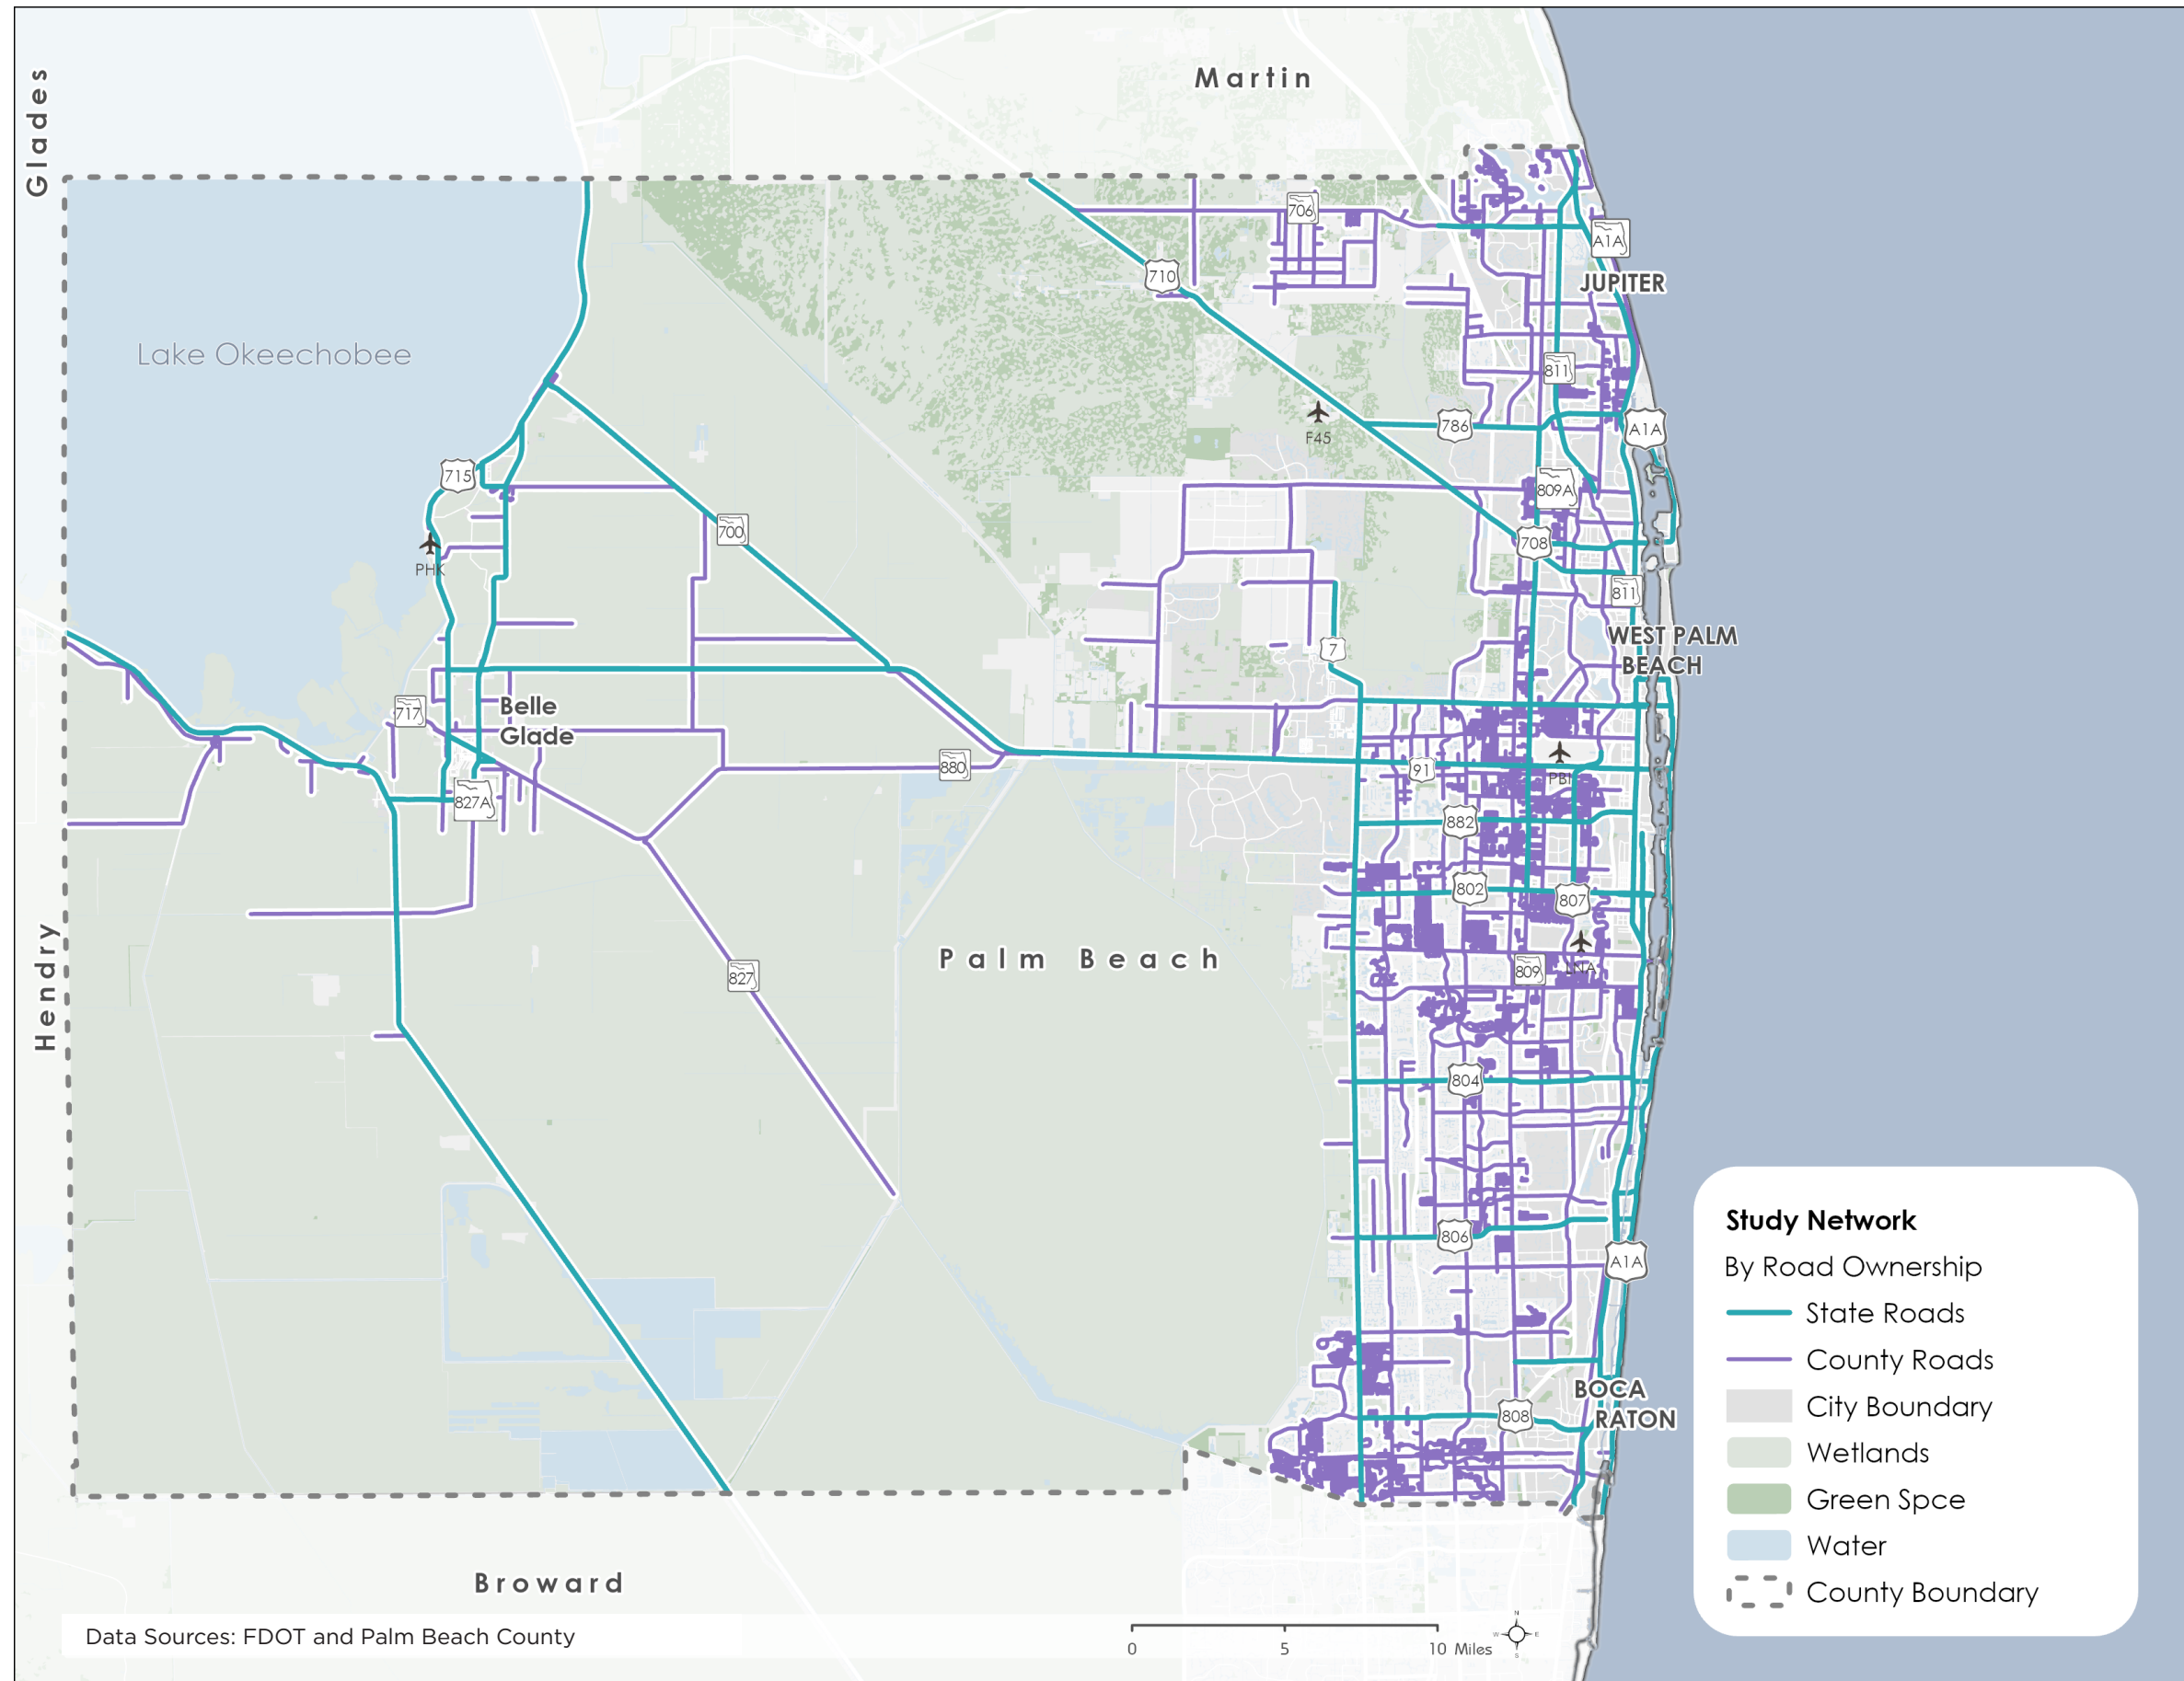 Glades
Martin
706
A1A
JUPITER
710
Lake Okeechobee
811
F45
786
A1A
715
809A
700
708
PHK
811
WEST PALM
BEACH
7
717
Belle
Glade
880
91
PBI
827A
882
802
807
Hendry
Palm Beach
827
809
LNA
804
806
A1A
BOCA
RATON
808
Study Network
By Road Ownership
State Roads
County Roads
City Boundary
Wetlands
Green Spce
Water
County Boundary
Broward
Data Sources: FDOT and Palm Beach County
0 5 10 Miles
N
W E
S